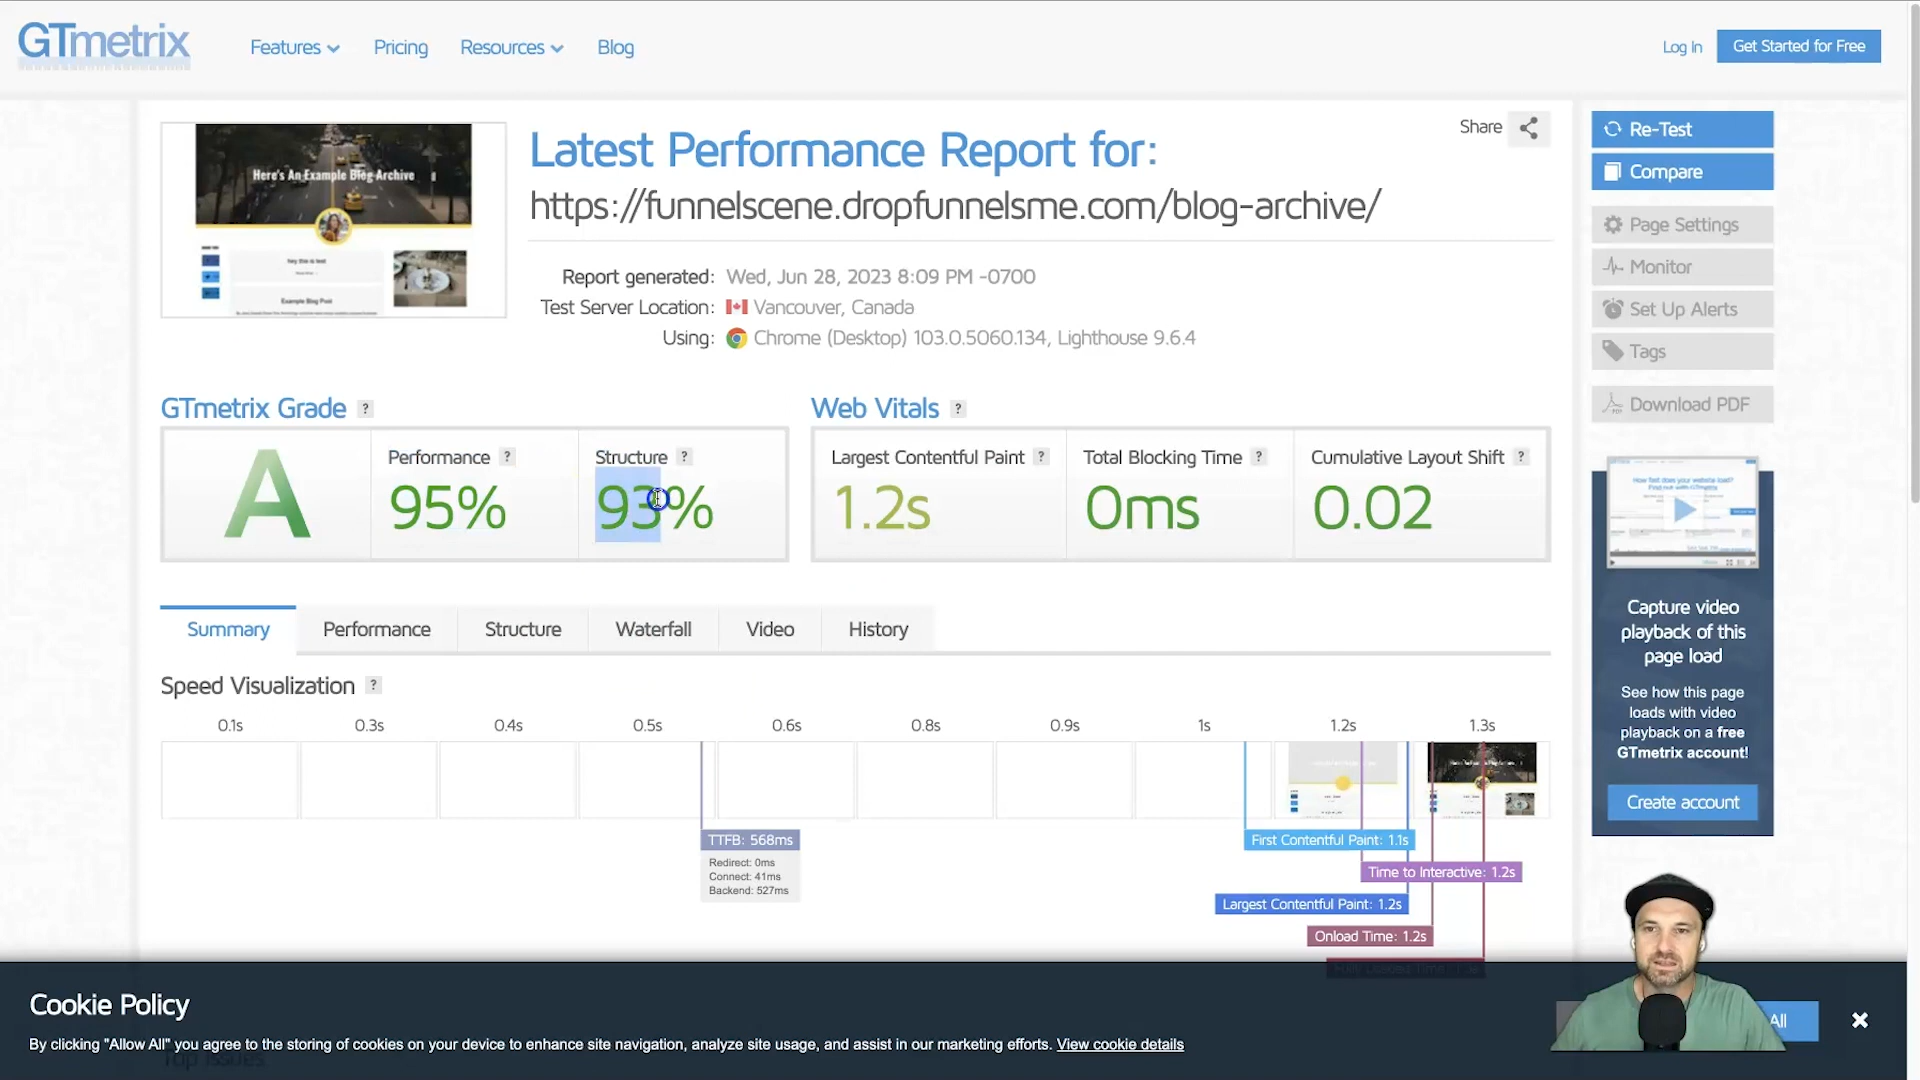 GTmetrix
Features
Pricing
Resources
Blog
Log In
Get Started for Free
Here's An Example Blog Archive
hey this is test
Example Blog Post
Latest Performance Report for:
Share
https://funnelscene.dropfunnelsme.com/blog-archive/
Report generated: Wed, Jun 28, 2023 8:09 PM -0700
Test Server Location: Vancouver, Canada
Using: Chrome (Desktop) 103.0.5060.134, Lighthouse 9.6.4
Re-Test
Compare
Page Settings
Monitor
Set Up Alerts
Tags
Download PDF
GTmetrix Grade ?
Web Vitals ?
A
Performance ?
95%
Structure ?
93%
Largest Contentful Paint ?
1.2s
Total Blocking Time ?
0ms
Cumulative Layout Shift ?
0.02
Summary
Performance
Structure
Waterfall
Video
History
Speed Visualization ?
0.1s
0.3s
0.4s
0.5s
0.6s
0.8s
0.9s
1s
1.2s
1.3s
TTFB: 568ms
Redirect: 0ms
Connect: 41ms
Backend: 527ms
First Contentful Paint: 1.1s
Time to Interactive: 1.2s
Largest Contentful Paint: 1.2s
Onload Time: 1.2s
Capture video
playback of this
page load
See how this page
loads with video
playback on a free
GTmetrix account!
Create account
Cookie Policy
By clicking "Allow All" you agree to the storing of cookies on your device to enhance site navigation, analyze site usage, and assist in our marketing efforts. View cookie details
All
Top Issues